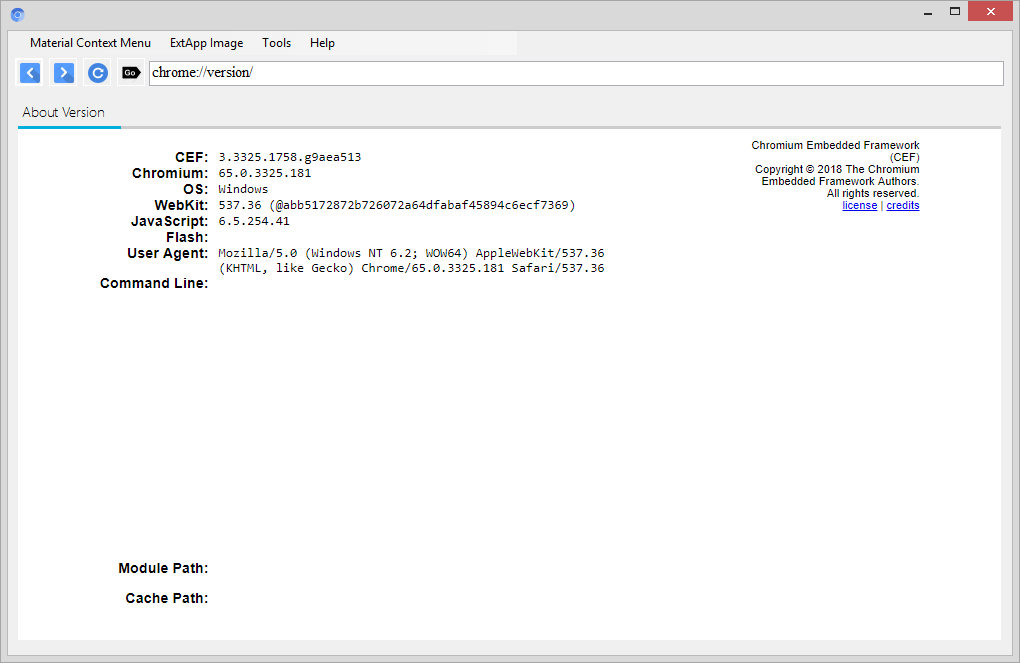 Material Context Menu ExtApp Image Tools Help
Go chrome://version/
About Version
Chromium Embedded Framework
(CEF)
Copyright © 2018 The Chromium
Embedded Framework Authors.
All rights reserved.
license | credits
CEF: 3.3325.1758.g9aea513
Chromium: 65.0.3325.181
OS: Windows
WebKit: 537.36 (@abb5172872b726072a64dfabaf45894c6ecf7369)
JavaScript: 6.5.254.41
Flash:
User Agent: Mozilla/5.0 (Windows NT 6.2; WOW64) AppleWebKit/537.36
(KHTML, like Gecko) Chrome/65.0.3325.181 Safari/537.36
Command Line:
Module Path:
Cache Path: